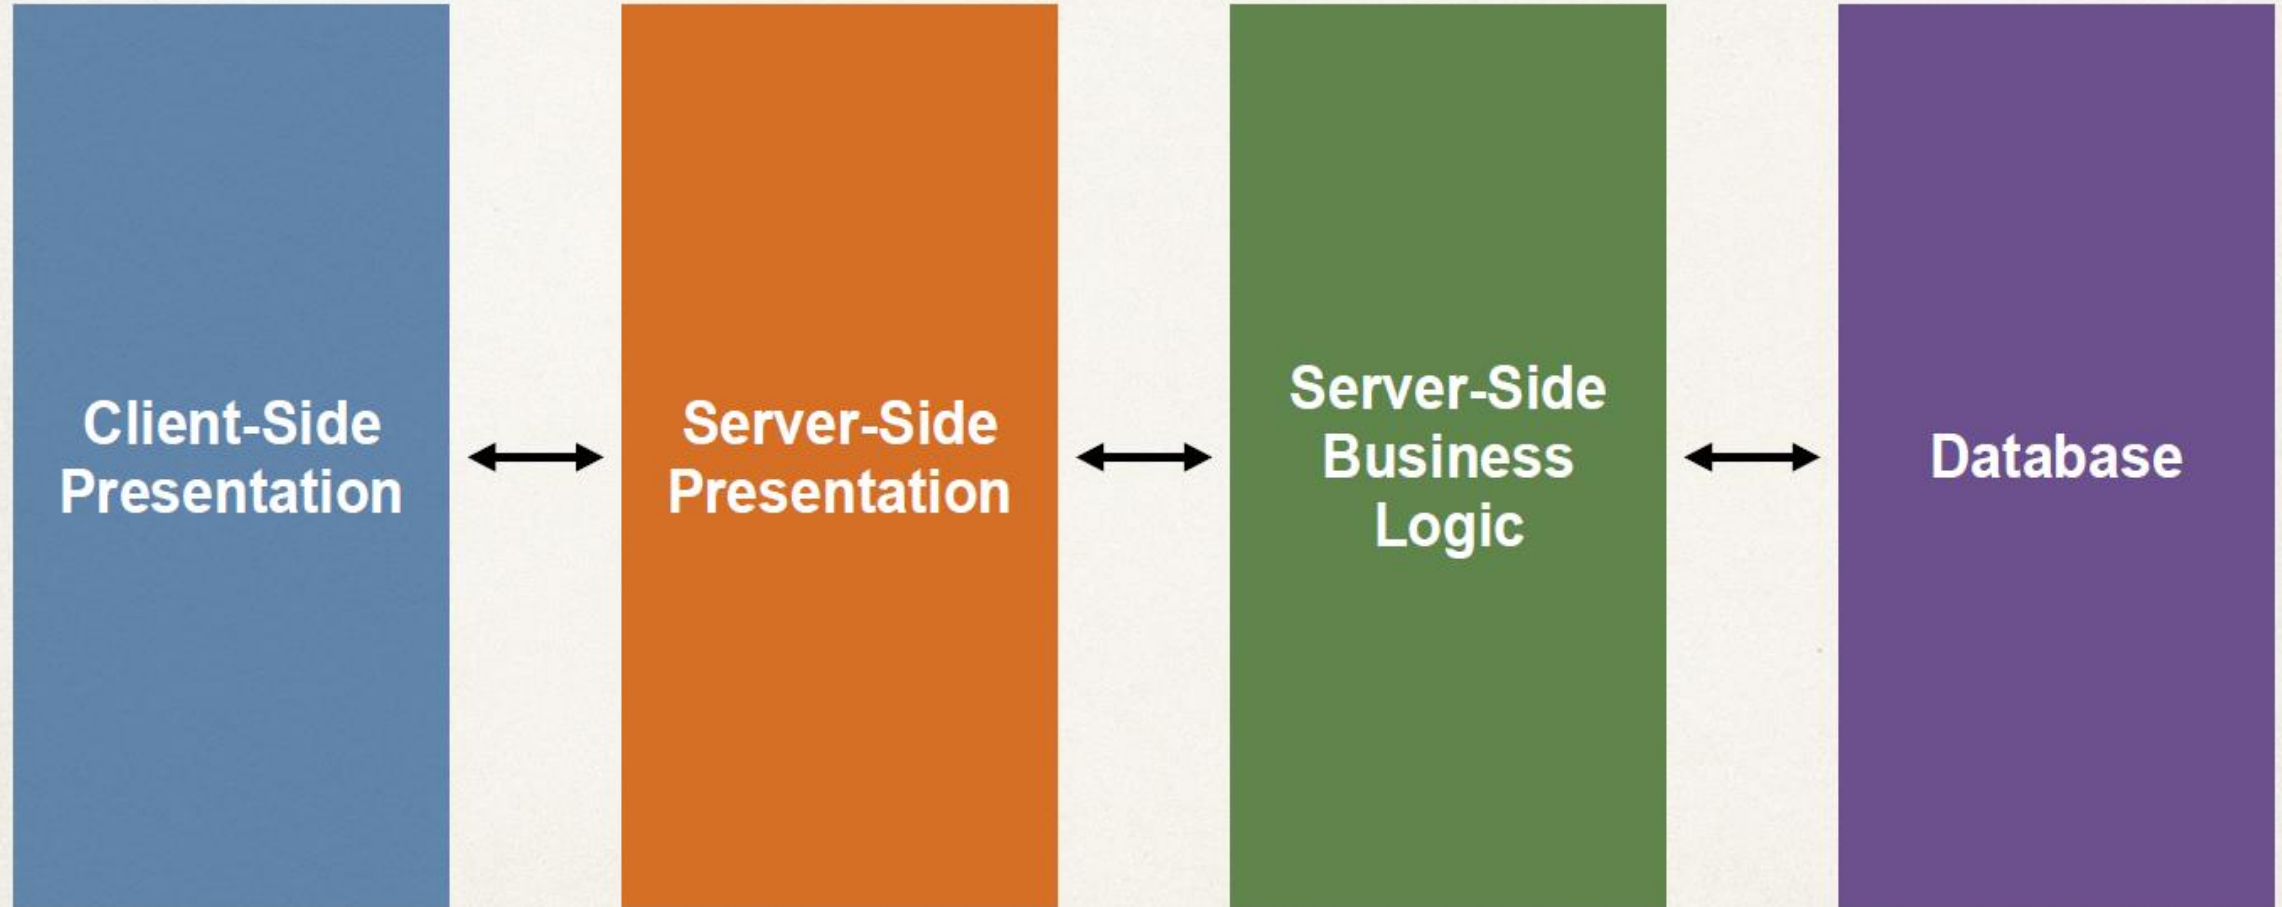 Client-Side
Presentation
Server-Side
Presentation
Server-Side
Business
Logic
Database